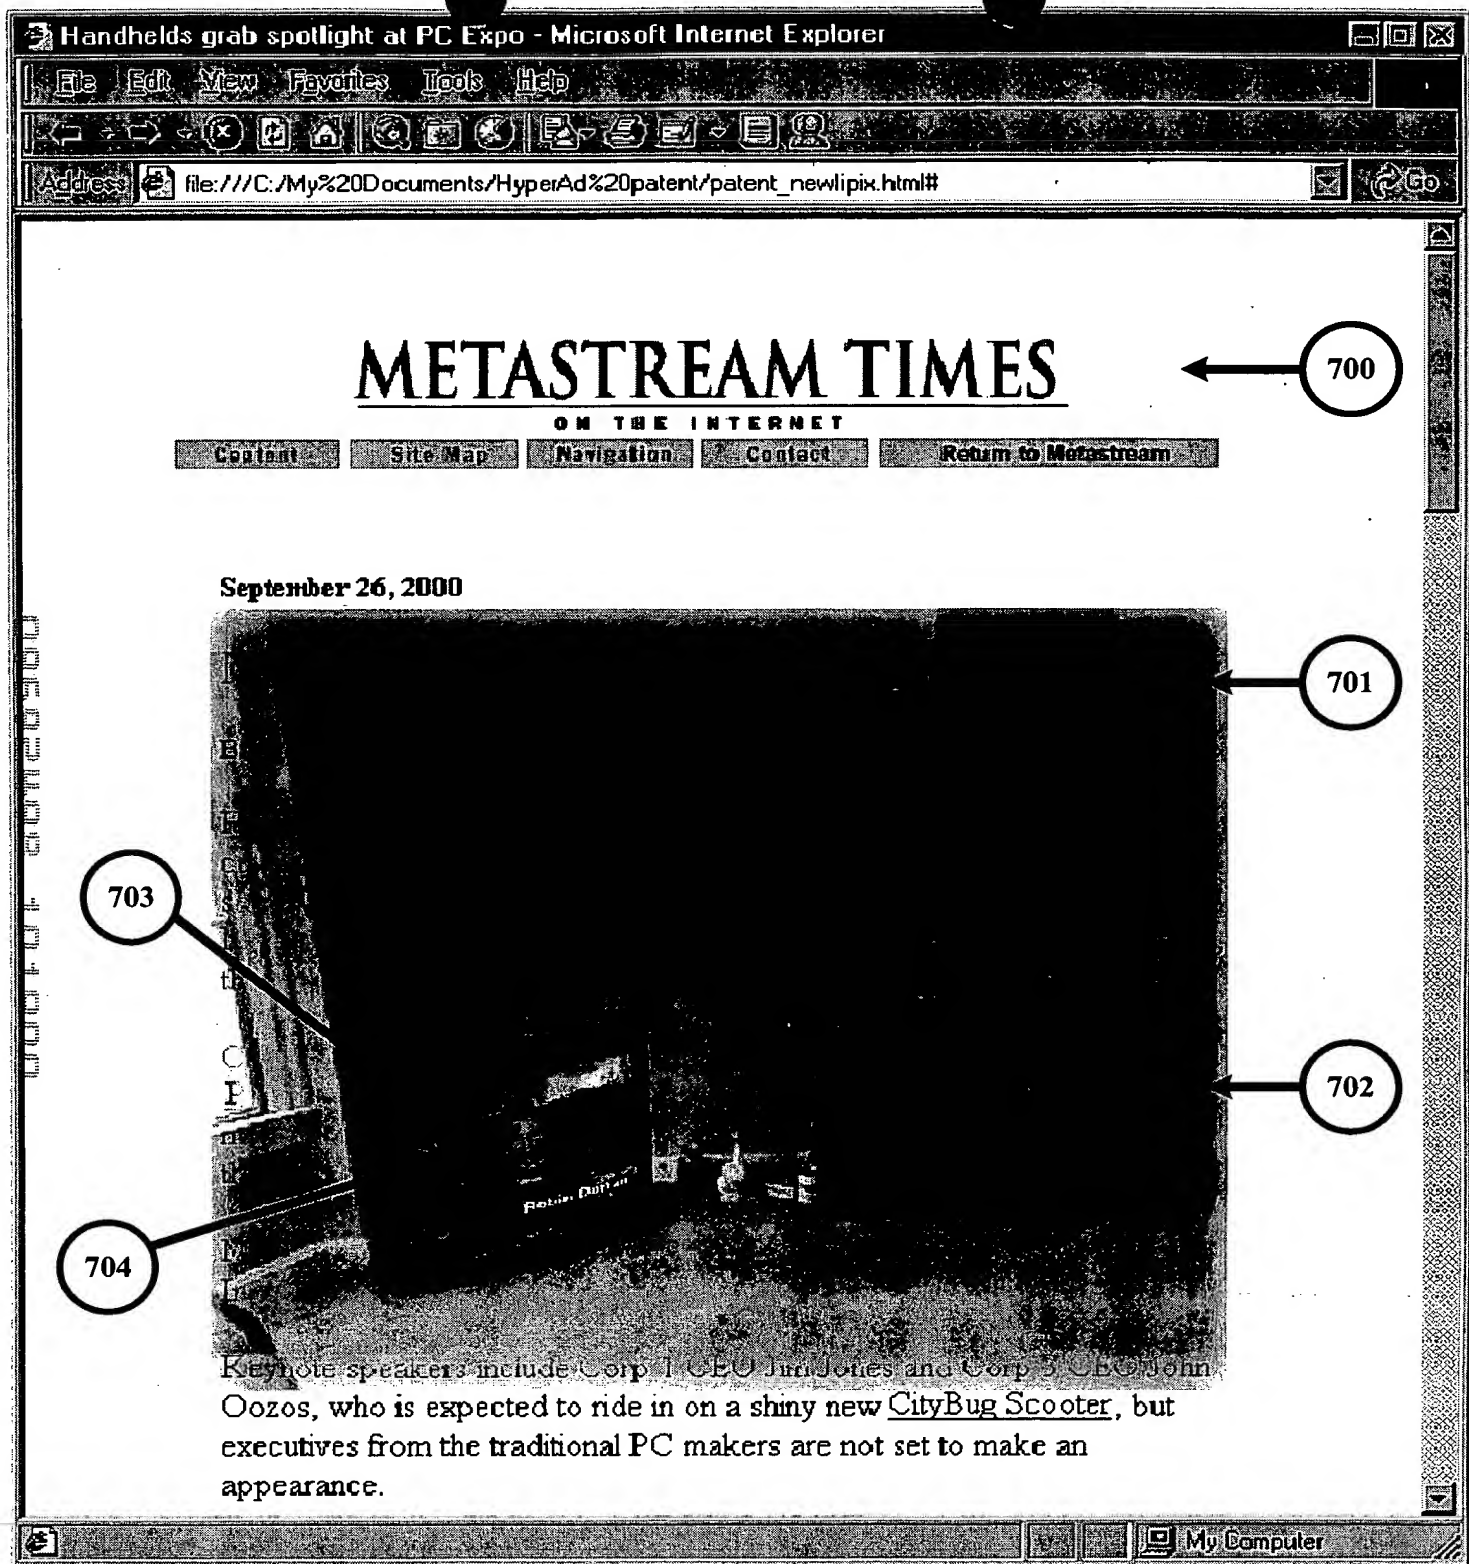 Handhelds grab spotlight at PC Expo - Microsoft Internet Explorer
File Edit View Favorites Tools Help
Address file:///C:/My%20Documents/HyperAd%20patent/patent_newlipix.html# Go
METASTREAM TIMES
ON THE INTERNET
Content Site Map Navigation Contact Return to Metastream
700
September 26, 2000
701
703
th
702
704
Keynote speakers include Corp 1 CEO Jim Jones and Corp 3 CEO John
Oozos, who is expected to ride in on a shiny new CityBug Scooter, but
executives from the traditional PC makers are not set to make an
appearance.
My Computer